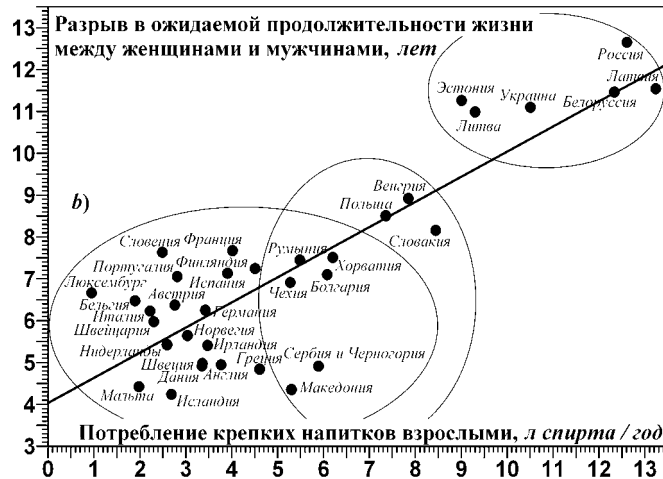 Разрыв в ожидаемой продолжительности жизни
между женщинами и мужчинами, лет
13
12
11
10
9
8
7
6
5
4
3
Россия
Латвия
Эстония
Украина
Белоруссия
Литва
b)
Венгрия
Польша
Словакия
Словения
Франция
Румыния
Португалия
Финляндия
Хорватия
Люксембург
Испания
Чехия
Болгария
Бельгия
Австрия
Италия
Германия
Швейцария
Норвегия
Нидерланды
Ирландия
Швеция
Греция
Сербия и Черногория
Дания
Англия
Мальта
Исландия
Македония
Потребление крепких напитков взрослыми, л спирта / год
0 1 2 3 4 5 6 7 8 9 10 11 12 13